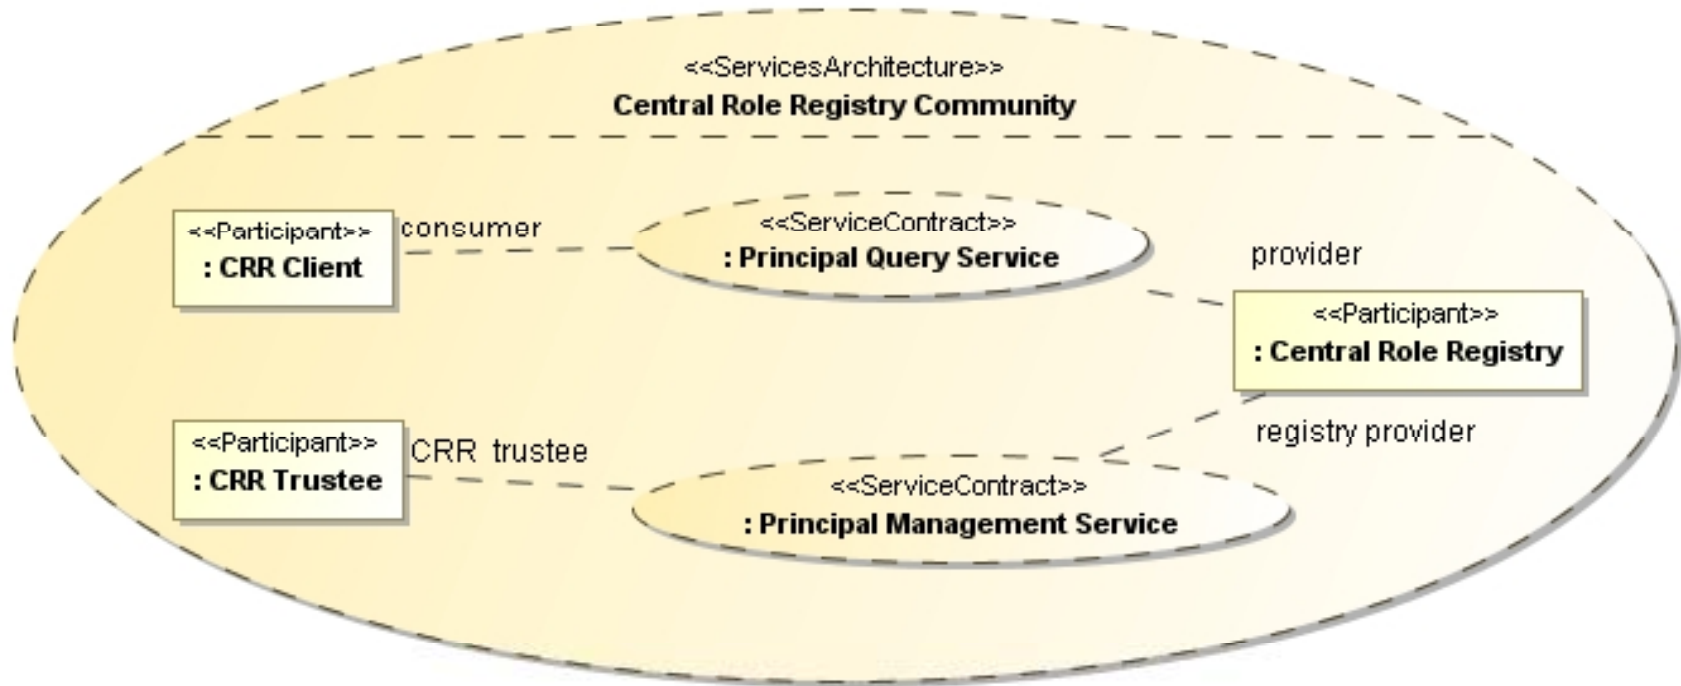 <<ServicesArchitecture>>
Central Role Registry Community
<<Participant>>
: CRR Client
consumer
<<ServiceContract>>
: Principal Query Service
provider
<<Participant>>
: Central Role Registry
registry provider
<<Participant>>
: CRR Trustee
CRR trustee
<<ServiceContract>>
: Principal Management Service